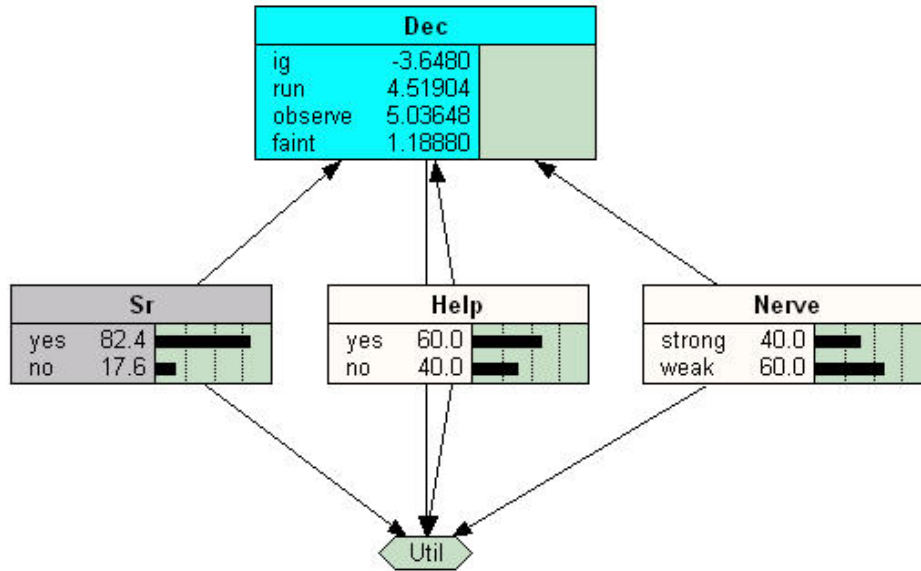 Dec
ig -3.6480
run 4.51904
observe 5.03648
faint 1.18880
Sr
yes 82.4
no 17.6
Help
yes 60.0
no 40.0
Nerve
strong 40.0
weak 60.0
Util